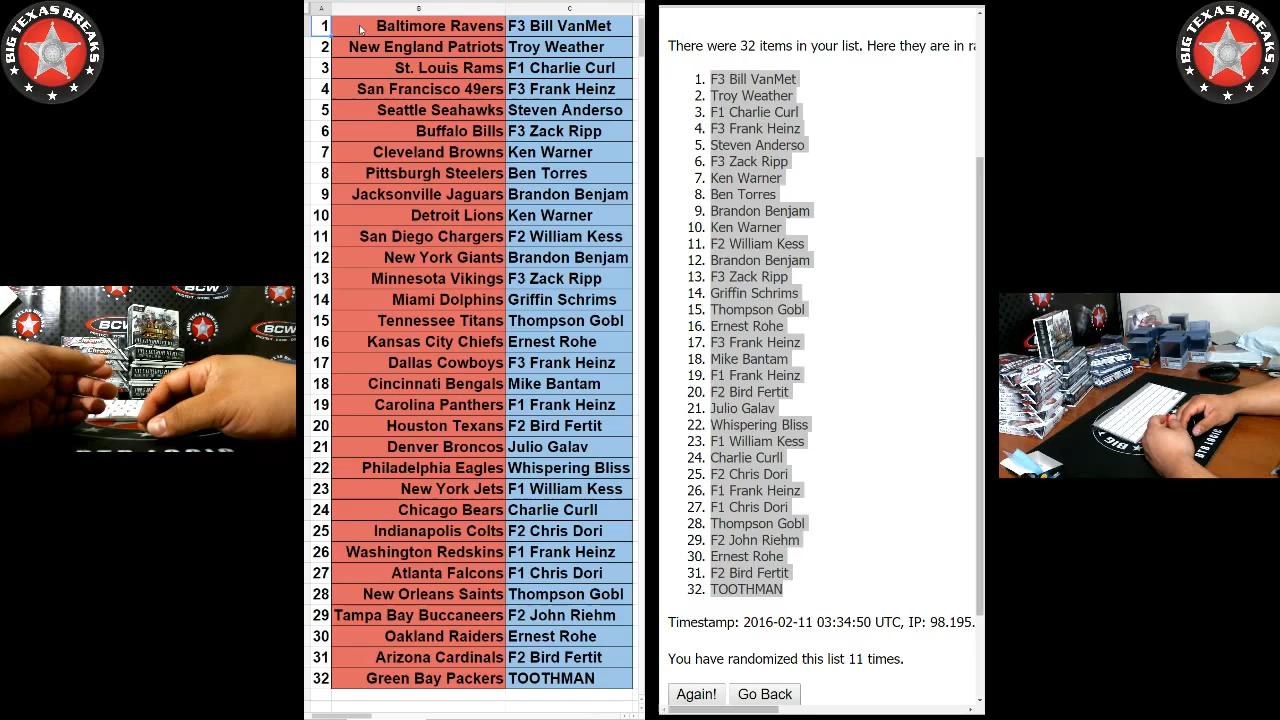 BIG TEXAS BREAKS
A B C
1 Baltimore Ravens F3 Bill VanMet
2 New England Patriots Troy Weather
3 St. Louis Rams F1 Charlie Curl
4 San Francisco 49ers F3 Frank Heinz
5 Seattle Seahawks Steven Anderso
6 Buffalo Bills F3 Zack Ripp
7 Cleveland Browns Ken Warner
8 Pittsburgh Steelers Ben Torres
9 Jacksonville Jaguars Brandon Benjam
10 Detroit Lions Ken Warner
11 San Diego Chargers F2 William Kess
12 New York Giants Brandon Benjam
13 Minnesota Vikings F3 Zack Ripp
14 Miami Dolphins Griffin Schrims
15 Tennessee Titans Thompson Gobl
16 Kansas City Chiefs Ernest Rohe
17 Dallas Cowboys F3 Frank Heinz
18 Cincinnati Bengals Mike Bantam
19 Carolina Panthers F1 Frank Heinz
20 Houston Texans F2 Bird Fertit
21 Denver Broncos Julio Galav
22 Philadelphia Eagles Whispering Bliss
23 New York Jets F1 William Kess
24 Chicago Bears Charlie Curll
25 Indianapolis Colts F2 Chris Dori
26 Washington Redskins F1 Frank Heinz
27 Atlanta Falcons F1 Chris Dori
28 New Orleans Saints Thompson Gobl
29 Tampa Bay Buccaneers F2 John Riehm
30 Oakland Raiders Ernest Rohe
31 Arizona Cardinals F2 Bird Fertit
32 Green Bay Packers TOOTHMAN
There were 32 items in your list. Here they are in ra
1. F3 Bill VanMet
2. Troy Weather
3. F1 Charlie Curl
4. F3 Frank Heinz
5. Steven Anderso
6. F3 Zack Ripp
7. Ken Warner
8. Ben Torres
9. Brandon Benjam
10. Ken Warner
11. F2 William Kess
12. Brandon Benjam
13. F3 Zack Ripp
14. Griffin Schrims
15. Thompson Gobl
16. Ernest Rohe
17. F3 Frank Heinz
18. Mike Bantam
19. F1 Frank Heinz
20. F2 Bird Fertit
21. Julio Galav
22. Whispering Bliss
23. F1 William Kess
24. Charlie Curll
25. F2 Chris Dori
26. F1 Frank Heinz
27. F1 Chris Dori
28. Thompson Gobl
29. F2 John Riehm
30. Ernest Rohe
31. F2 Bird Fertit
32. TOOTHMAN
Timestamp: 2016-02-11 03:34:50 UTC, IP: 98.195.
You have randomized this list 11 times.
Again! Go Back
BIG TEXAS BREAKS
BCW
BCW